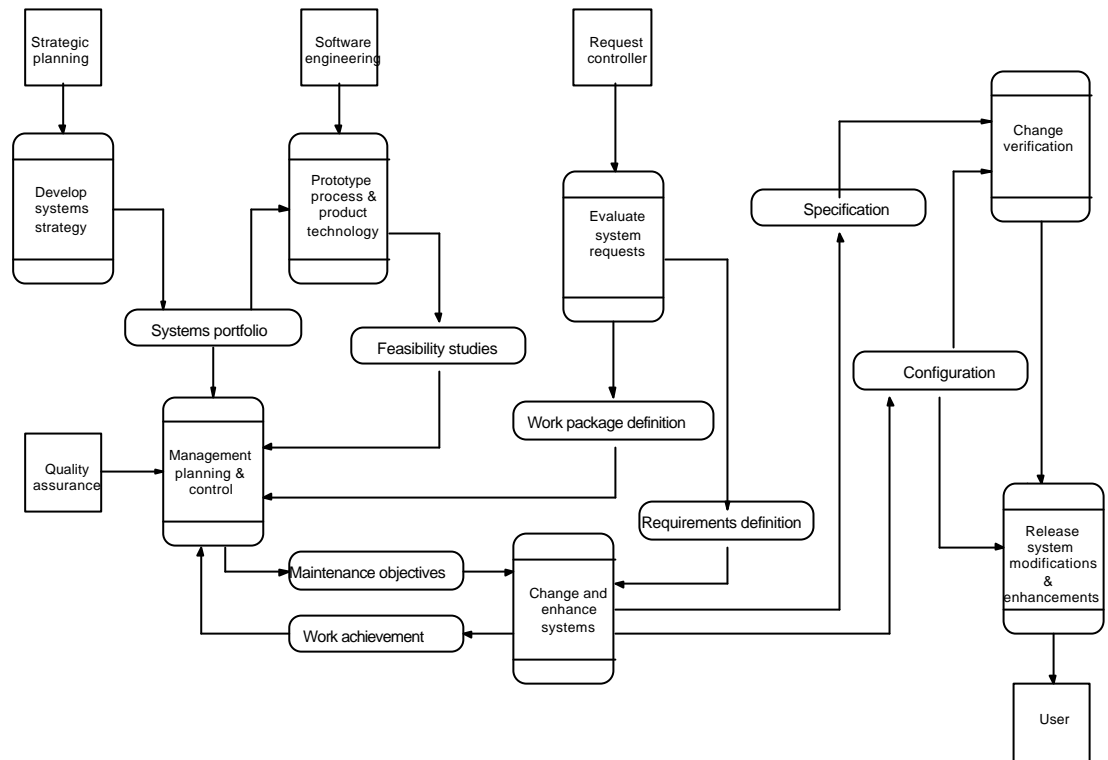 Strategic
planning
Software
engineering
Request
controller
Change
verification
Develop
systems
strategy
Prototype
process &
product
technology
Evaluate
system
requests
Specification
Systems portfolio
Feasibility studies
Configuration
Work package definition
Quality
assurance
Management
planning &
control
Requirements definition
Release
system
modifications
&
enhancements
Maintenance objectives
Change and
enhance
systems
Work achievement
User